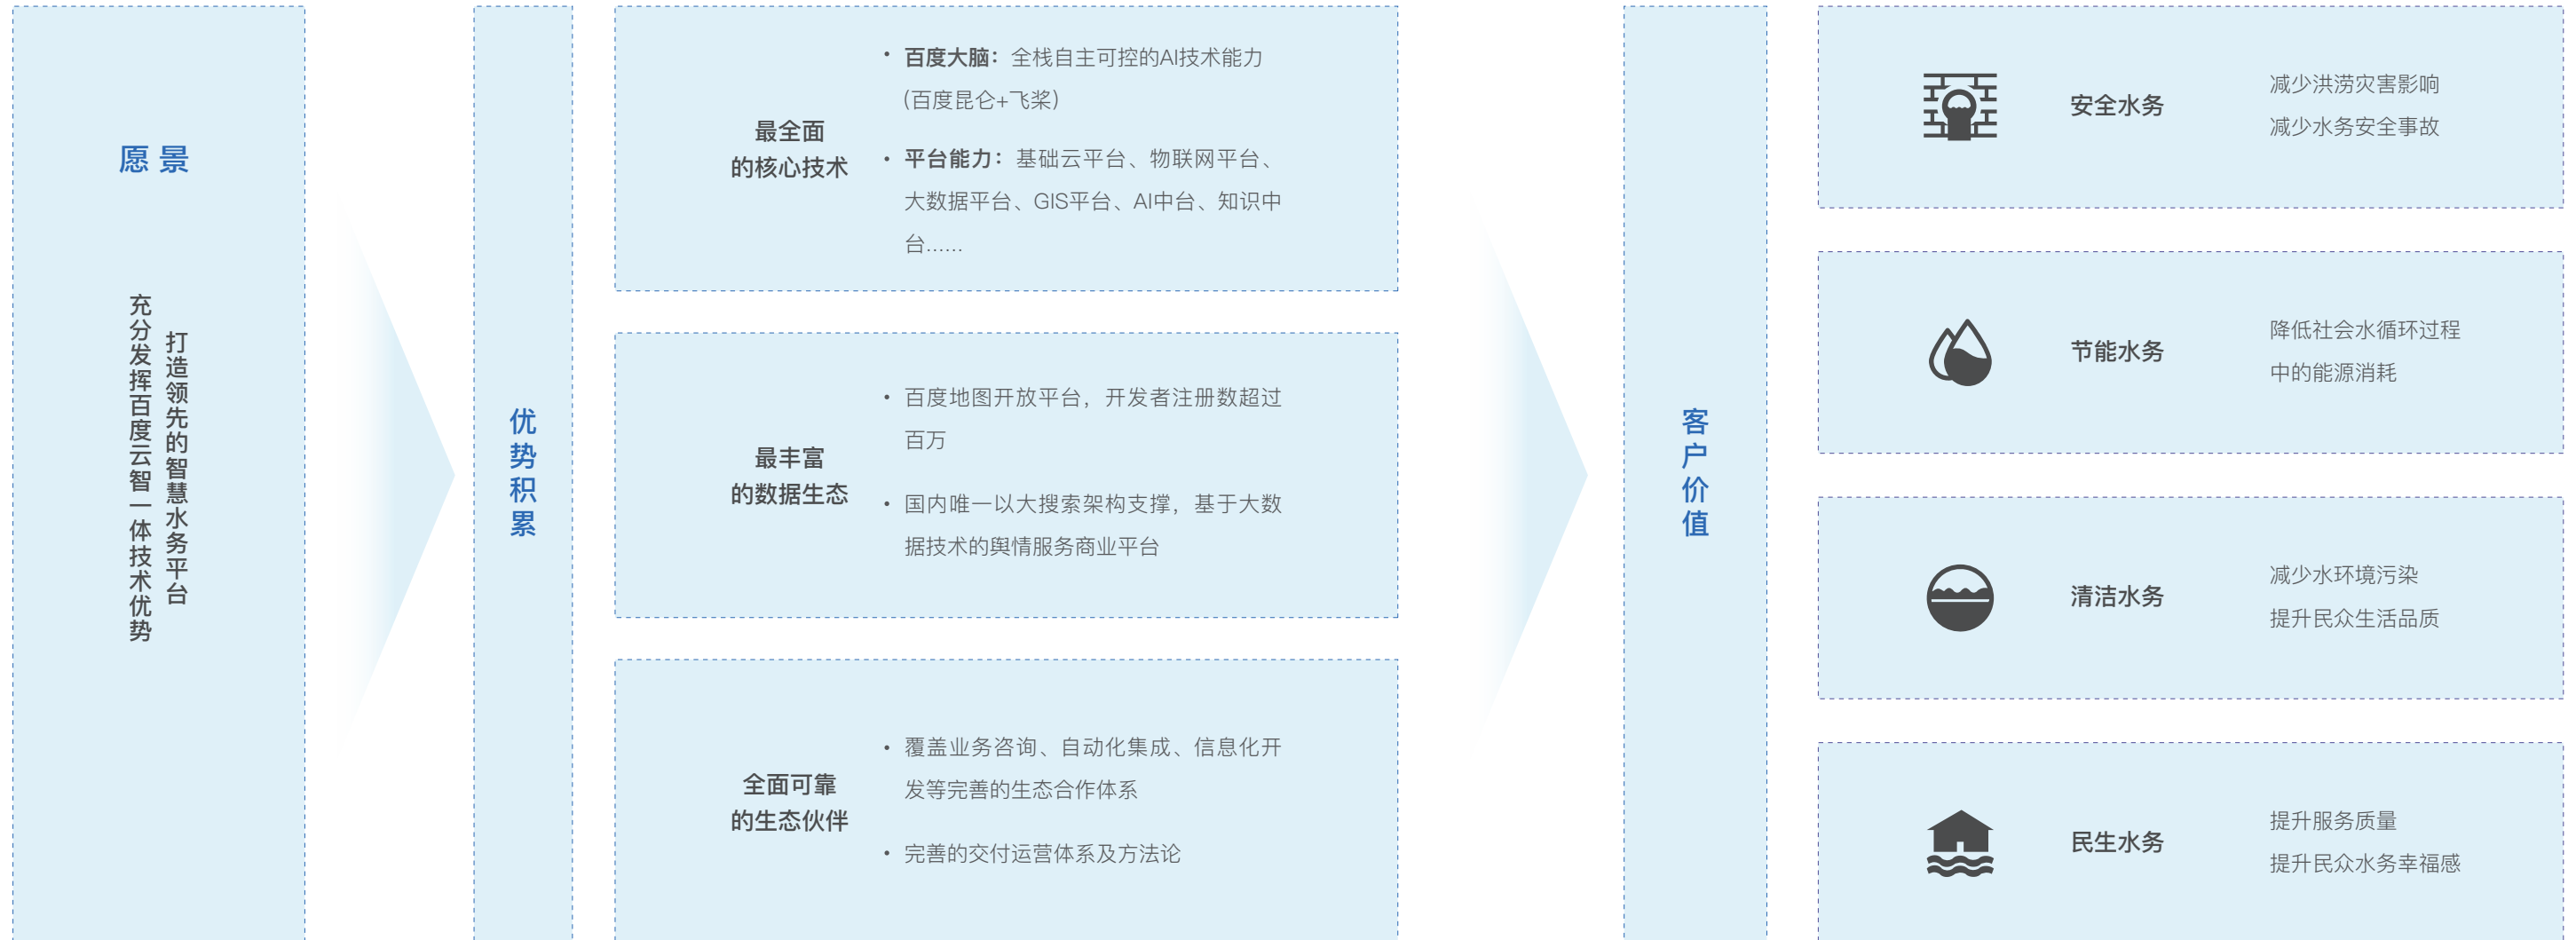 愿景
充分发挥百度云智一体技术优势
打造领先的智慧水务平台
优势积累
最全面
的核心技术
• 百度大脑：全栈自主可控的AI技术能力
(百度昆仑+飞桨)
• 平台能力：基础云平台、物联网平台、
大数据平台、GIS平台、AI中台、知识中
台......
最丰富
的数据生态
• 百度地图开放平台，开发者注册数超过
百万
• 国内唯一以大搜索架构支撑，基于大数
据技术的舆情服务商业平台
全面可靠
的生态伙伴
• 覆盖业务咨询、自动化集成、信息化开
发等完善的生态合作体系
• 完善的交付运营体系及方法论
客户价值
安全水务
减少洪涝灾害影响
减少水务安全事故
节能水务
降低社会水循环过程
中的能源消耗
清洁水务
减少水环境污染
提升民众生活品质
民生水务
提升服务质量
提升民众水务幸福感